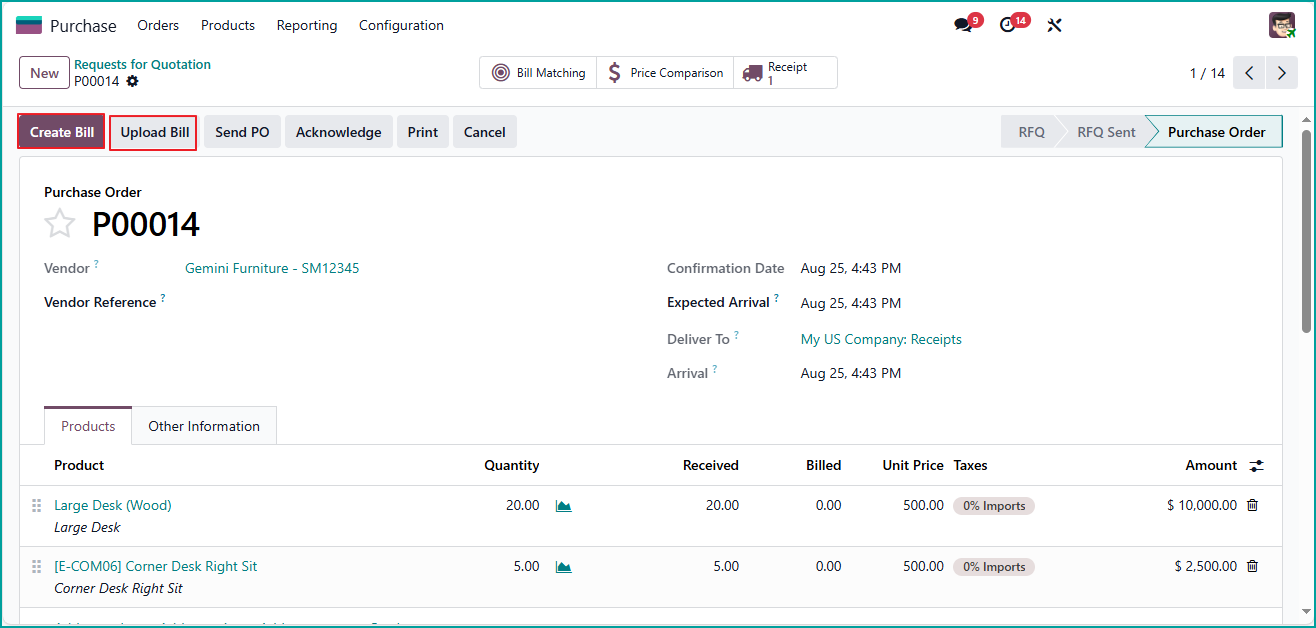 Purchase Orders Products Reporting Configuration 9 14
New Requests for Quotation
P00014
Bill Matching Price Comparison Receipt
1
1 / 14
Create Bill Upload Bill Send PO Acknowledge Print Cancel RFQ RFQ Sent Purchase Order
Purchase Order
P00014
Vendor ? Gemini Furniture - SM12345 Confirmation Date Aug 25, 4:43 PM
Vendor Reference ? Expected Arrival ? Aug 25, 4:43 PM
Deliver To ? My US Company: Receipts
Arrival ? Aug 25, 4:43 PM
Products Other Information
Product Quantity Received Billed Unit Price Taxes Amount
Large Desk (Wood) 20.00 20.00 0.00 500.00 0% Imports $ 10,000.00
Large Desk
[E-COM06] Corner Desk Right Sit 5.00 5.00 0.00 500.00 0% Imports $ 2,500.00
Corner Desk Right Sit